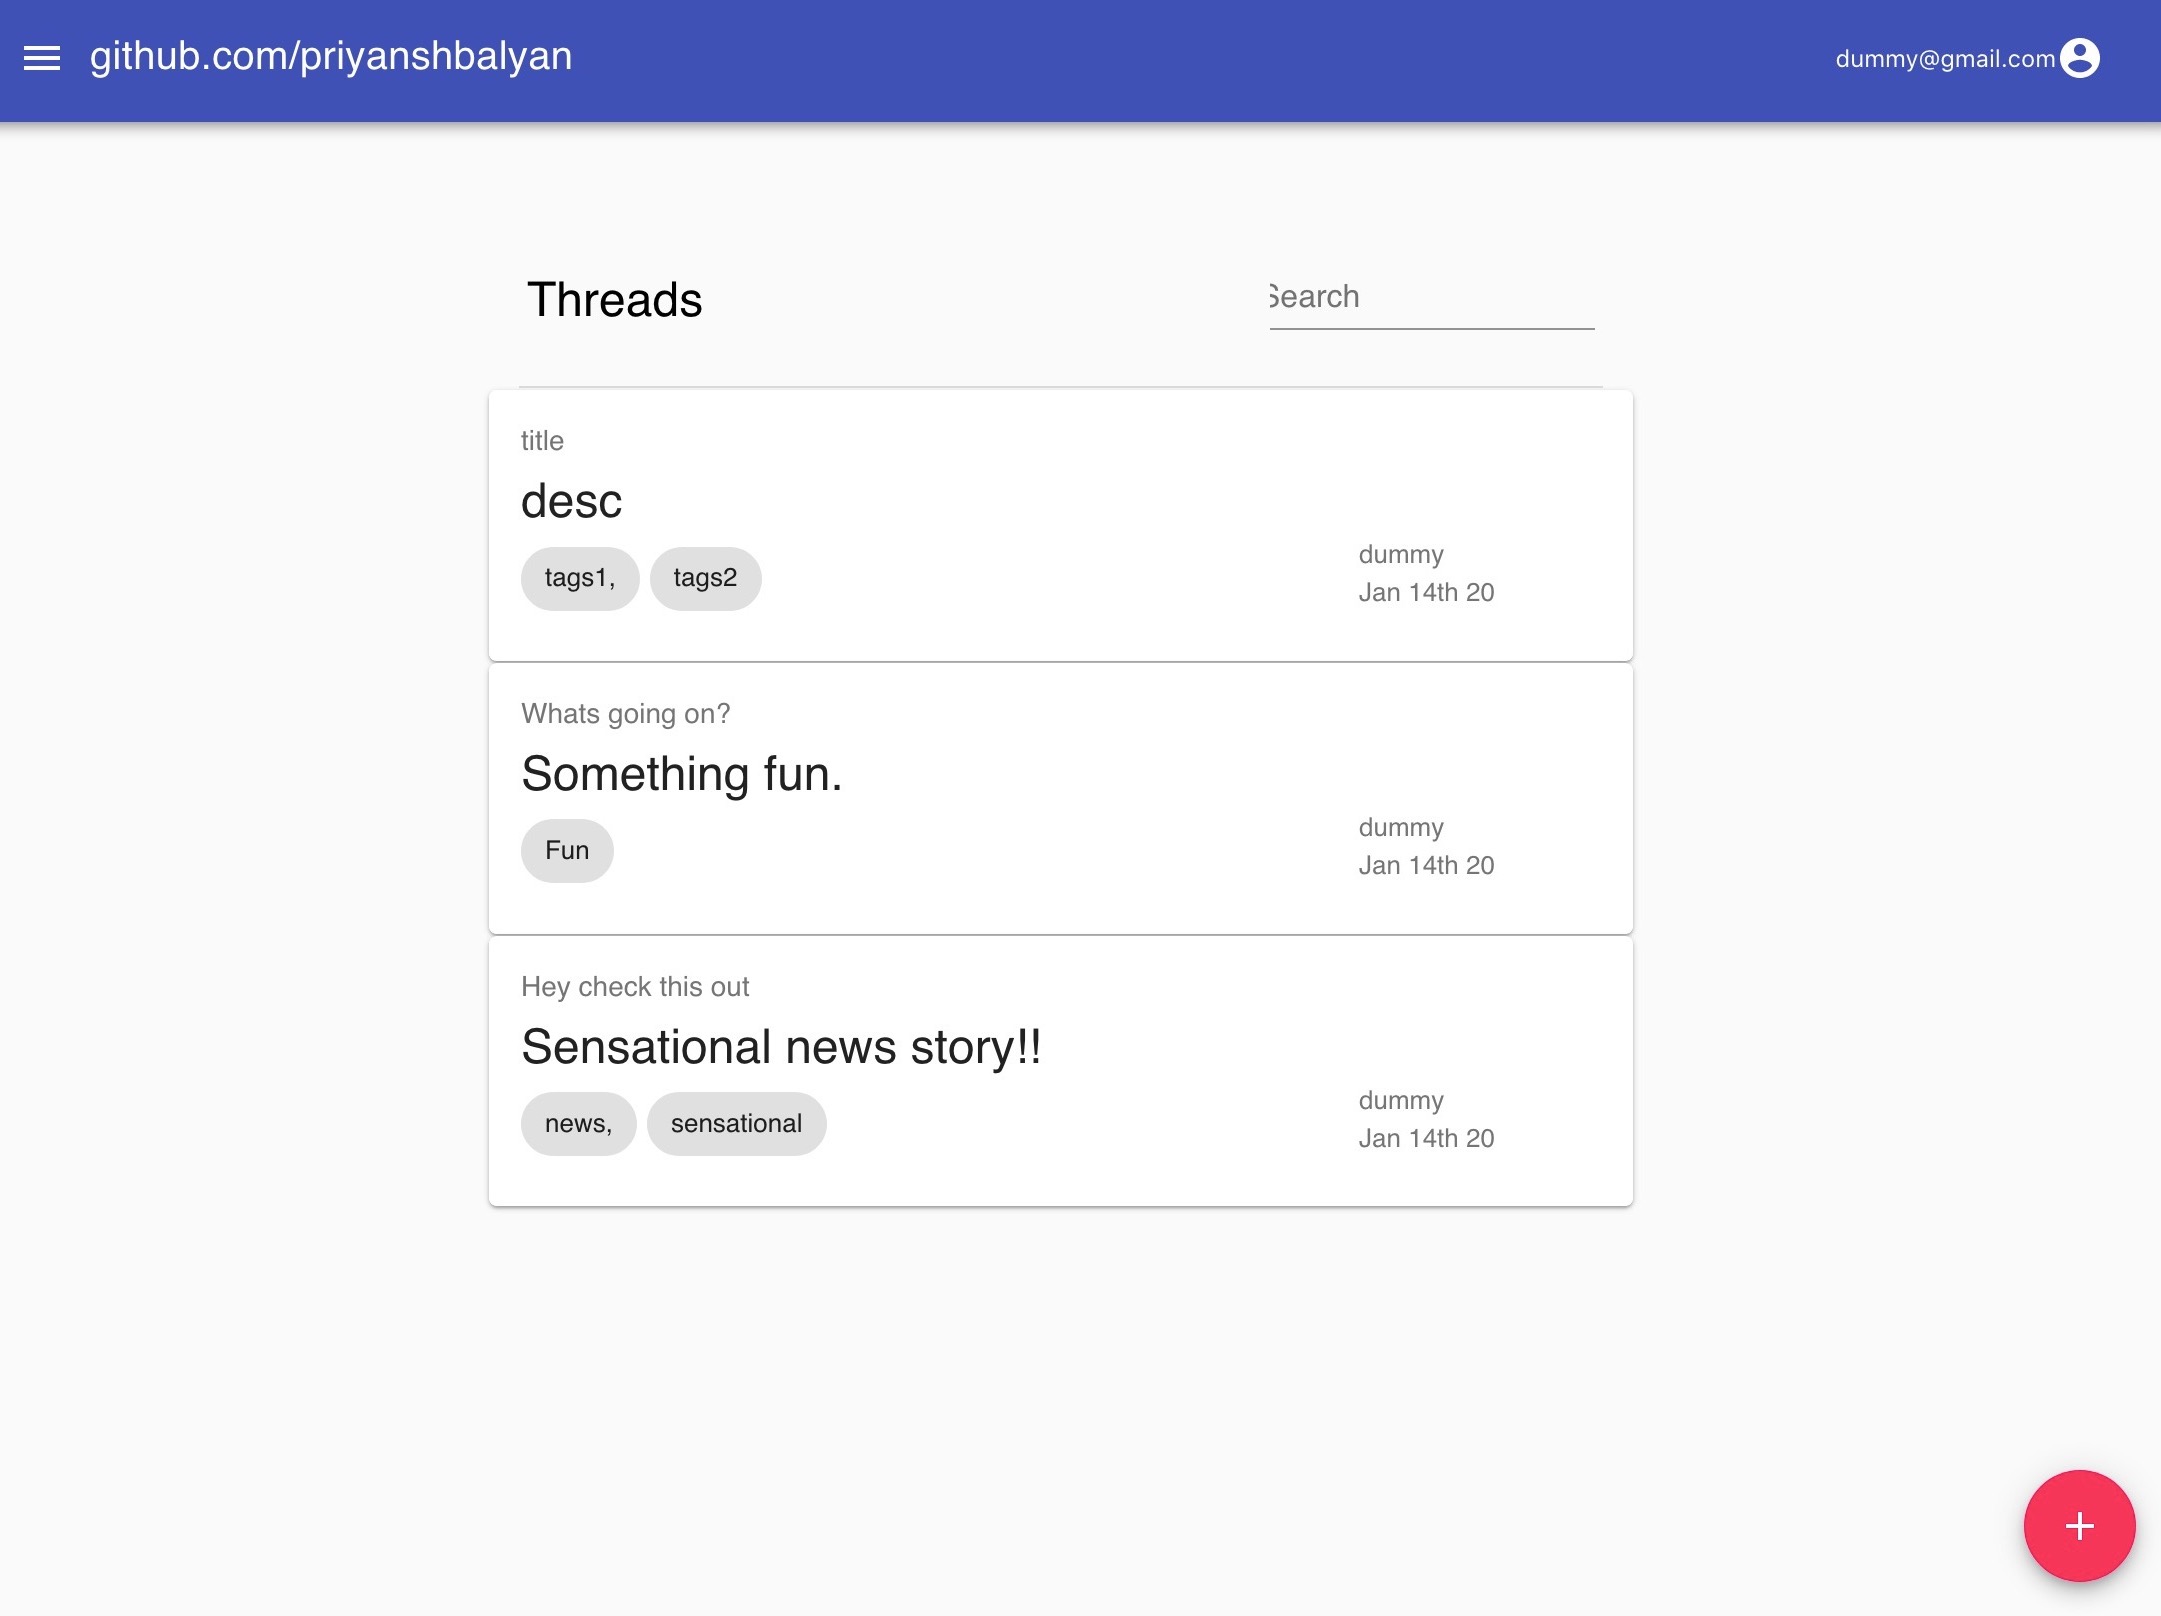 github.com/priyanshbalyan
dummy@gmail.com
Threads
Search
title
desc
tags1,
tags2
dummy
Jan 14th 20
Whats going on?
Something fun.
Fun
dummy
Jan 14th 20
Hey check this out
Sensational news story!!
news,
sensational
dummy
Jan 14th 20